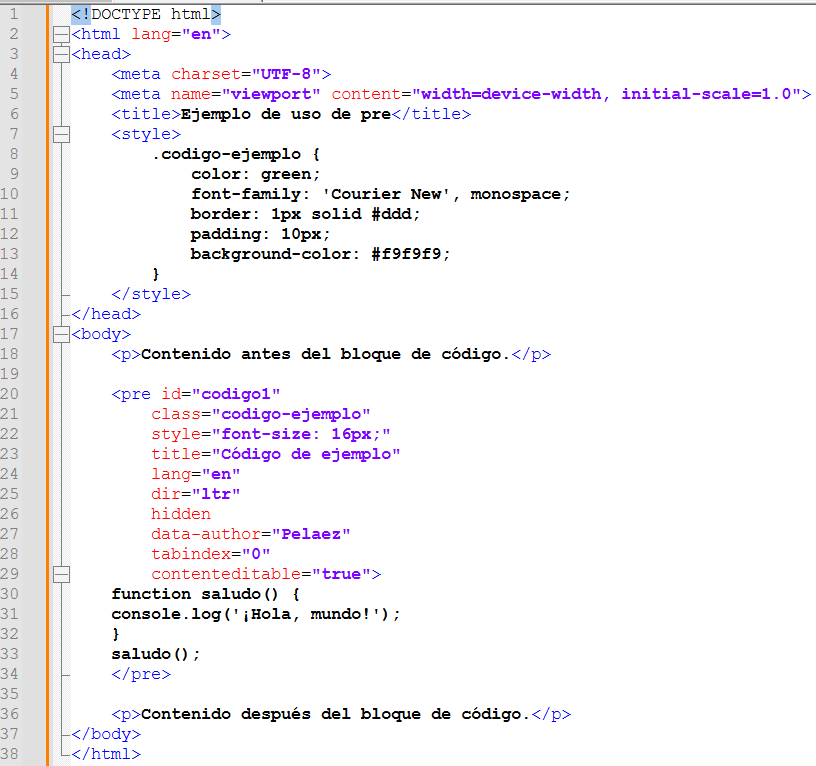 1 <!DOCTYPE html>
2 <html lang="en">
3 <head>
4     <meta charset="UTF-8">
5     <meta name="viewport" content="width=device-width, initial-scale=1.0">
6     <title>Ejemplo de uso de pre</title>
7     <style>
8         .codigo-ejemplo {
9             color: green;
10             font-family: 'Courier New', monospace;
11             border: 1px solid #ddd;
12             padding: 10px;
13             background-color: #f9f9f9;
14         }
15     </style>
16 </head>
17 <body>
18     <p>Contenido antes del bloque de código.</p>
19
20     <pre id="codigo1"
21         class="codigo-ejemplo"
22         style="font-size: 16px;"
23         title="Código de ejemplo"
24         lang="en"
25         dir="ltr"
26         hidden
27         data-author="Pelaez"
28         tabindex="0"
29         contenteditable="true">
30     function saludo() {
31     console.log('¡Hola, mundo!');
32     }
33     saludo();
34     </pre>
35
36     <p>Contenido después del bloque de código.</p>
37 </body>
38 </html>